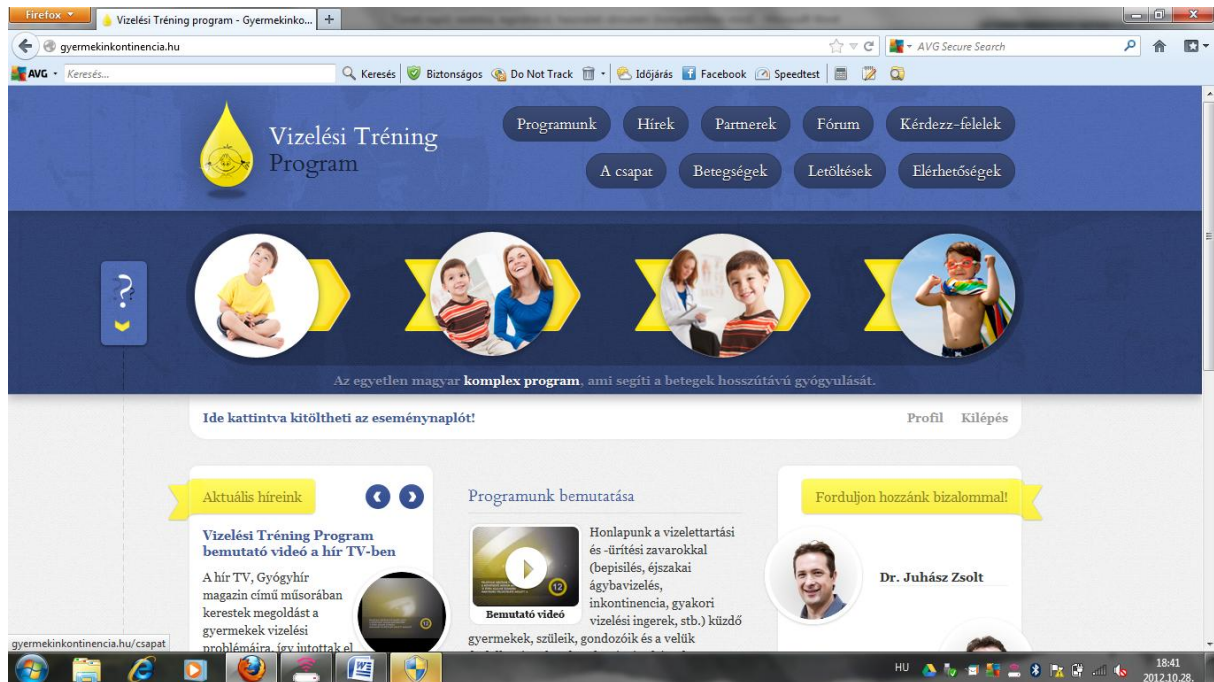 Firefox
Vizelési Tréning program - Gyermekinko...
gyermekinkontinencia.hu
AVG Secure Search
AVG
Keresés...
Keresés
Biztonságos
Do Not Track
Időjárás
Facebook
Speedtest
Vizelési Tréning
Program
Programunk
Hírek
Partnerek
Fórum
Kérdezz-felelek
A csapat
Betegségek
Letöltések
Elérhetőségek
?
Az egyetlen magyar komplex program, ami segíti a betegek hosszútávú gyógyulását.
Ide kattintva kitöltheti az eseménynaplót!
Profil
Kilépés
Aktuális híreink
Vizelési Tréning Program
bemutató videó a hír TV-ben
A hír TV, Gyógyhír
magazin című műsorában
kerestek megoldást a
gyermekek vizelési
problémáira, így jutottak el
Programunk bemutatása
12
Bemutató videó
Honlapunk a vizelettartási
és -ürítési zavarokkal
(bepisilés, éjszakai
ágybavizelés,
inkontinencia, gyakori
vizelési ingerek, stb.) küzdő
gyermekek, szüleik, gondozóik és a velük
Forduljon hozzánk bizalommal!
Dr. Juhász Zsolt
gyermekinkontinencia.hu/csapat
HU
18:41
2012.10.28.